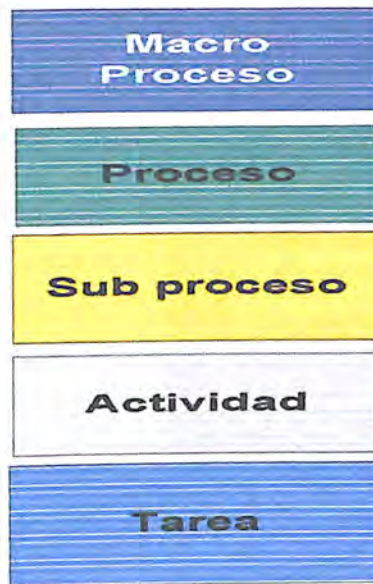 Macro
Proceso
Proceso
Sub proceso
Actividad
Tarea